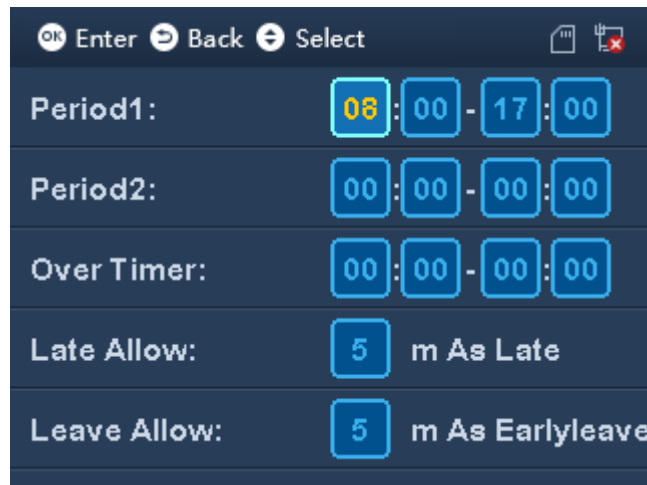 OK Enter Back Select
Period1: 08:00-17:00
Period2: 00:00-00:00
Over Timer: 00:00-00:00
Late Allow: 5 m As Late
Leave Allow: 5 m As Earlyleave